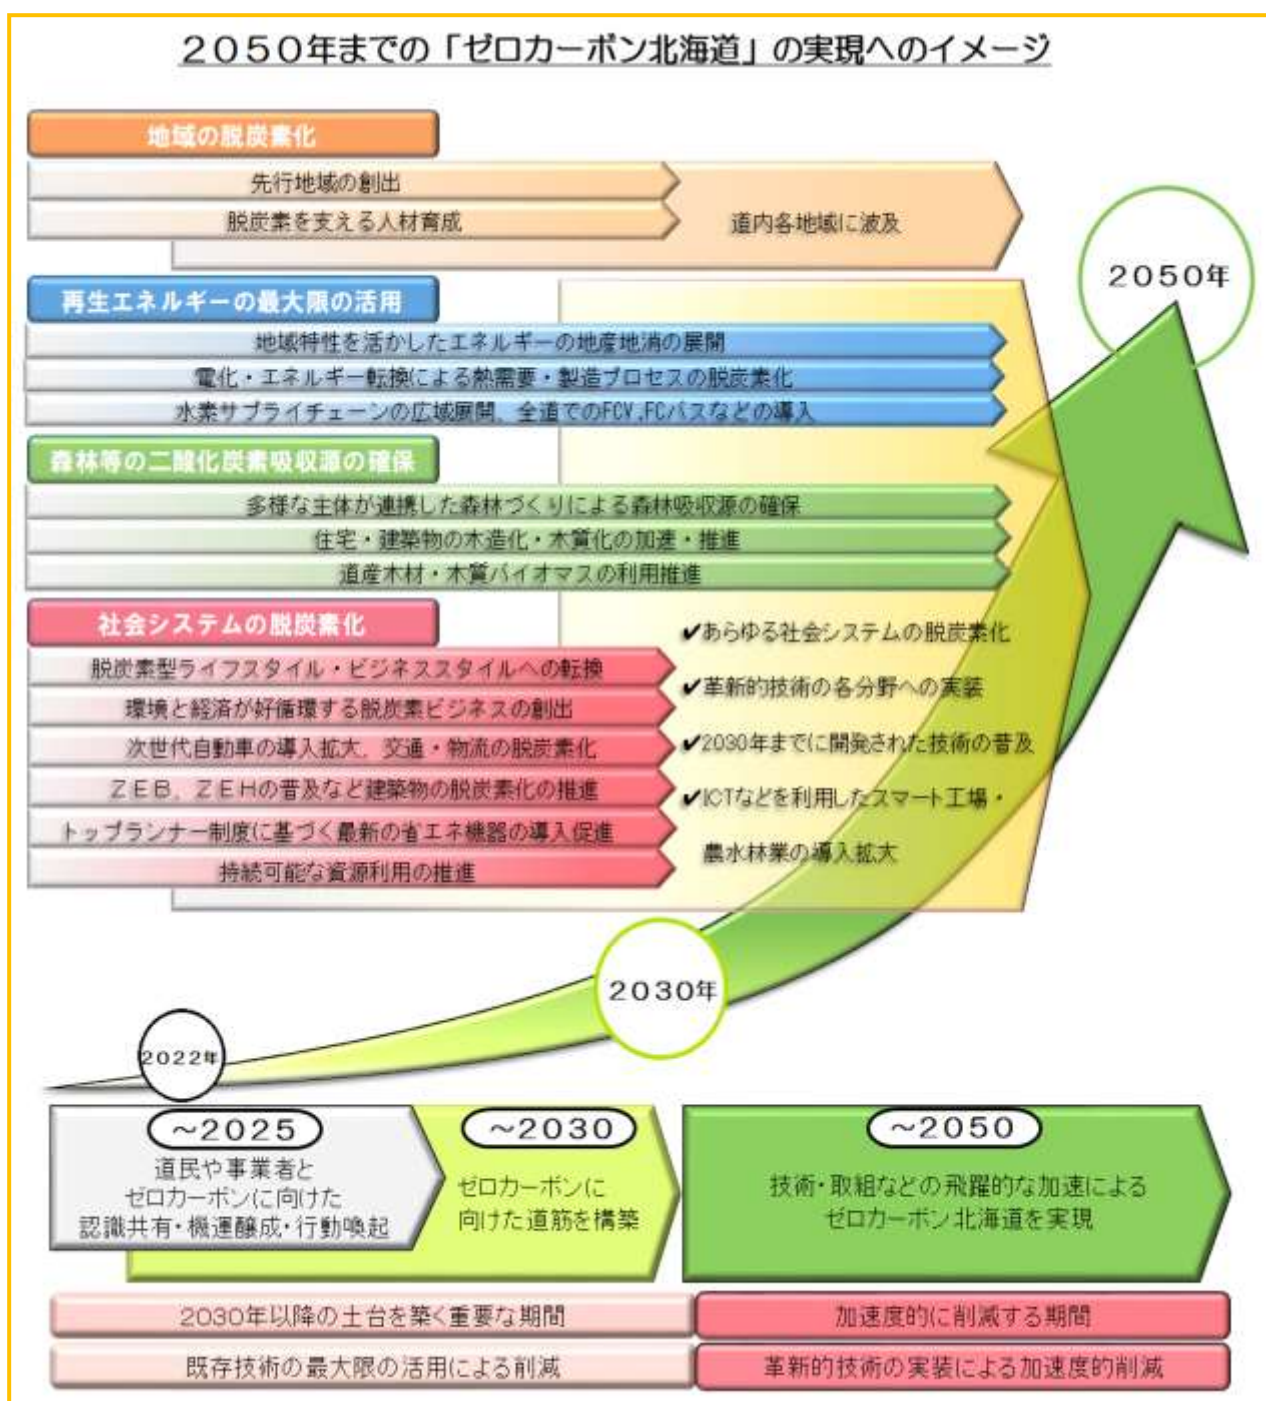 ２０５０年までの「ゼロカーボン北海道」の実現へのイメージ
地域の脱炭素化
先行地域の創出
脱炭素を支える人材育成
道内各地域に波及
再生エネルギーの最大限の活用
地域特性を活かしたエネルギーの地産地消の展開
電化・エネルギー転換による熱需要・製造プロセスの脱炭素化
水素サプライチェーンの広域展開、全道でのFCV,FCバスなどの導入
森林等の二酸化炭素吸収源の確保
多様な主体が連携した森林づくりによる森林吸収源の確保
住宅・建築物の木造化・木質化の加速・推進
道産木材・木質バイオマスの利用推進
社会システムの脱炭素化
脱炭素型ライフスタイル・ビジネススタイルへの転換
環境と経済が好循環する脱炭素ビジネスの創出
次世代自動車の導入拡大、交通・物流の脱炭素化
ＺＥＢ、ＺＥＨの普及など建築物の脱炭素化の推進
トップランナー制度に基づく最新の省エネ機器の導入促進
持続可能な資源利用の推進
✔あらゆる社会システムの脱炭素化
✔革新的技術の各分野への実装
✔2030年までに開発された技術の普及
✔ICTなどを利用したスマート工場・
農水林業の導入拡大
２０５０年
２０３０年
２０２２年
～2025
道民や事業者と
ゼロカーボンに向けた
認識共有・機運醸成・行動喚起
～2030
ゼロカーボンに
向けた道筋を構築
～2050
技術・取組などの飛躍的な加速による
ゼロカーボン北海道を実現
2030年以降の土台を築く重要な期間
加速度的に削減する期間
既存技術の最大限の活用による削減
革新的技術の実装による加速度的削減